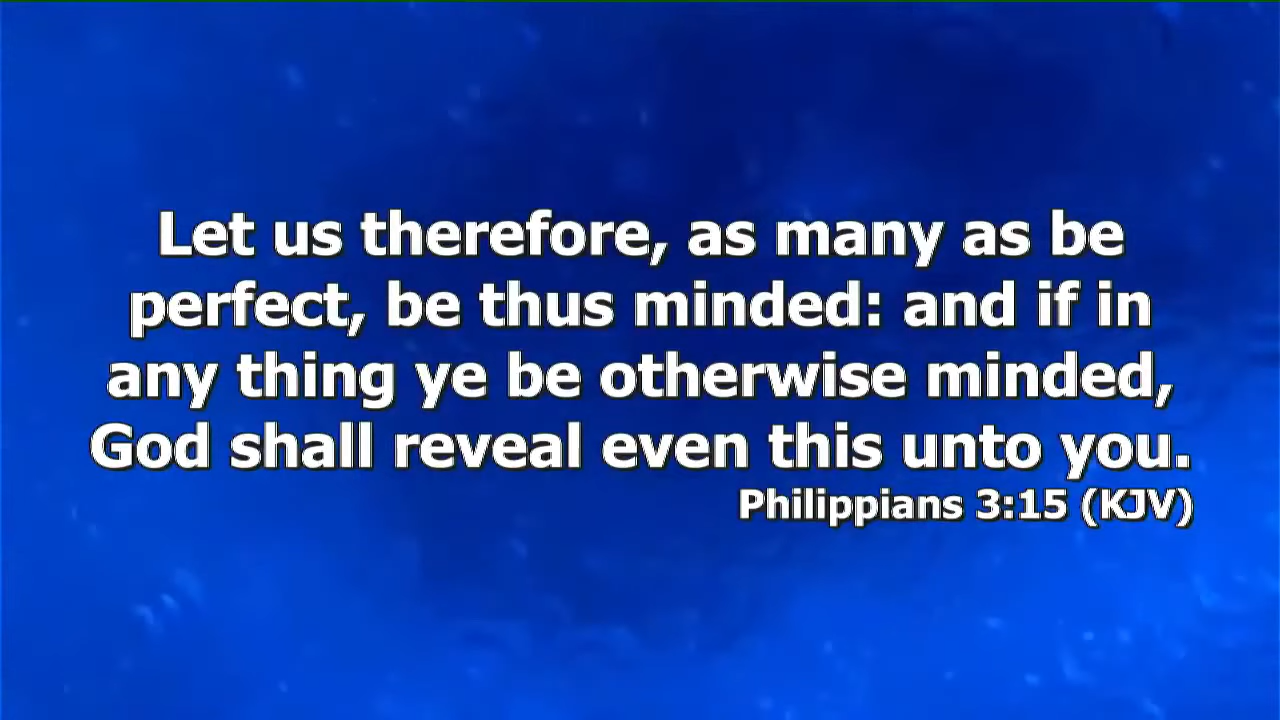 Let us therefore, as many as be
perfect, be thus minded: and if in
any thing ye be otherwise minded,
God shall reveal even this unto you.
Philippians 3:15 (KJV)